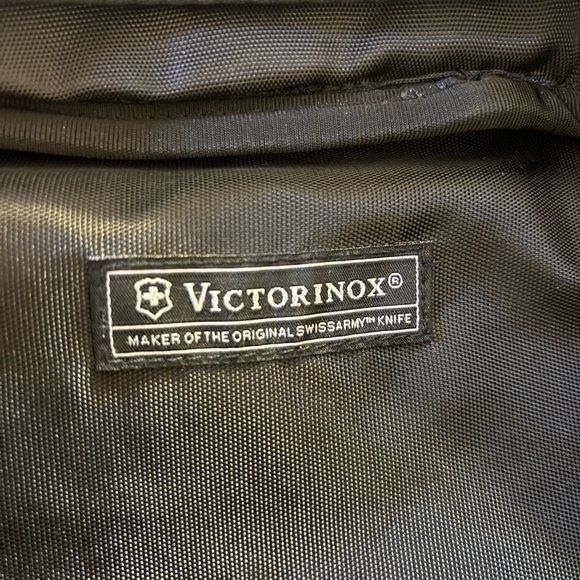 VICTORINOX®
MAKER OF THE ORIGINAL SWISSARMY™ KNIFE